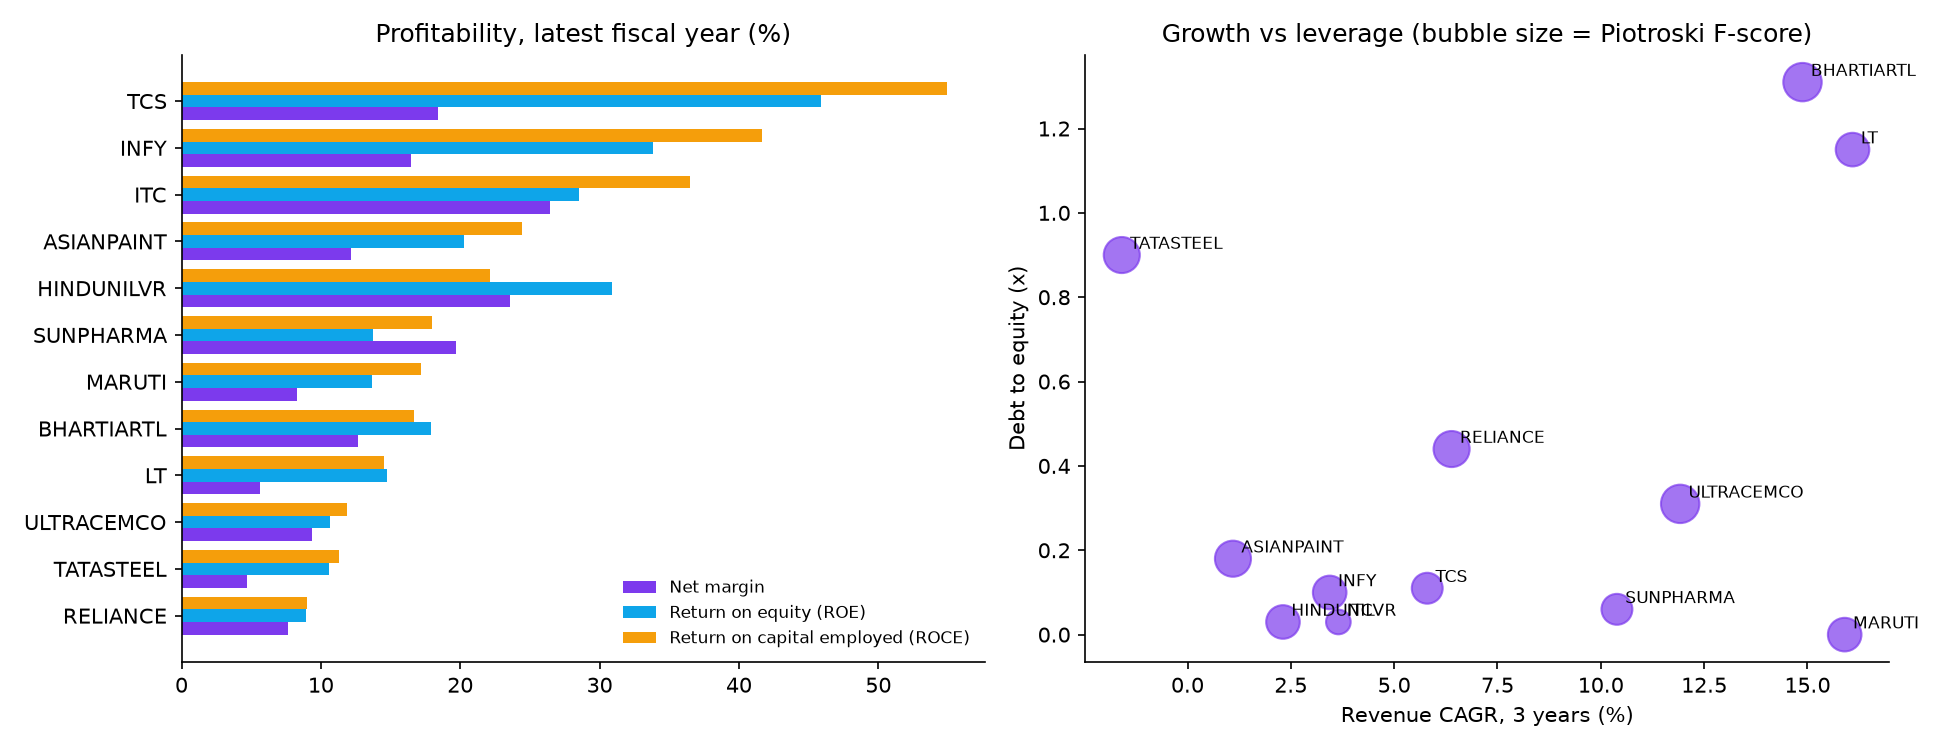 Profitability, latest fiscal year (%)
TCS
INFY
ITC
ASIANPAINT
HINDUNILVR
SUNPHARMA
MARUTI
BHARTIARTL
LT
ULTRACEMCO
TATASTEEL
RELIANCE
Net margin
Return on equity (ROE)
Return on capital employed (ROCE)
0 10 20 30 40 50
Growth vs leverage (bubble size = Piotroski F-score)
Debt to equity (x)
1.2
1.0
0.8
0.6
0.4
0.2
0.0
BHARTIARTL
LT
TATASTEEL
RELIANCE
ULTRACEMCO
ASIANPAINT
INFY
TCS
HINDUNILVR
ITC
SUNPHARMA
MARUTI
0.0 2.5 5.0 7.5 10.0 12.5 15.0
Revenue CAGR, 3 years (%)